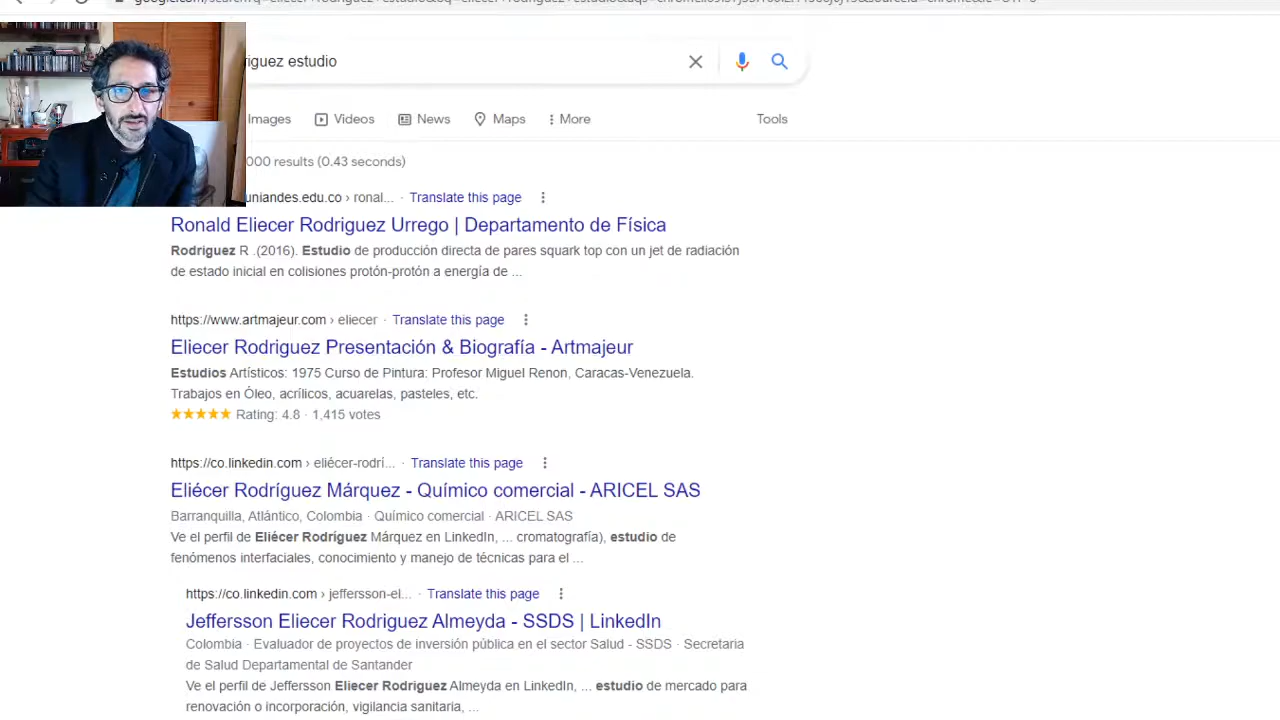 riguez estudio
Images Videos News Maps More Tools
000 results (0.43 seconds)
uniandes.edu.co › ronal... · Translate this page
Ronald Eliecer Rodriguez Urrego | Departamento de Física
Rodriguez R .(2016). Estudio de producción directa de pares squark top con un jet de radiación
de estado inicial en colisiones protón-protón a energía de ...
https://www.artmajeur.com › eliecer · Translate this page
Eliecer Rodriguez Presentación & Biografía - Artmajeur
Estudios Artísticos: 1975 Curso de Pintura: Profesor Miguel Renon, Caracas-Venezuela.
Trabajos en Óleo, acrílicos, acuarelas, pasteles, etc.
★★★★★ Rating: 4.8 · 1,415 votes
https://co.linkedin.com › eliécer-rodrí... · Translate this page
Eliécer Rodríguez Márquez - Químico comercial - ARICEL SAS
Barranquilla, Atlántico, Colombia · Químico comercial · ARICEL SAS
Ve el perfil de Eliécer Rodríguez Márquez en LinkedIn, ... cromatografía), estudio de
fenómenos interfaciales, conocimiento y manejo de técnicas para el ...
https://co.linkedin.com › jeffersson-el... · Translate this page
Jeffersson Eliecer Rodriguez Almeyda - SSDS | LinkedIn
Colombia · Evaluador de proyectos de inversión pública en el sector Salud - SSDS · Secretaria
de Salud Departamental de Santander
Ve el perfil de Jeffersson Eliecer Rodriguez Almeyda en LinkedIn, ... estudio de mercado para
renovación o incorporación, vigilancia sanitaria, ...